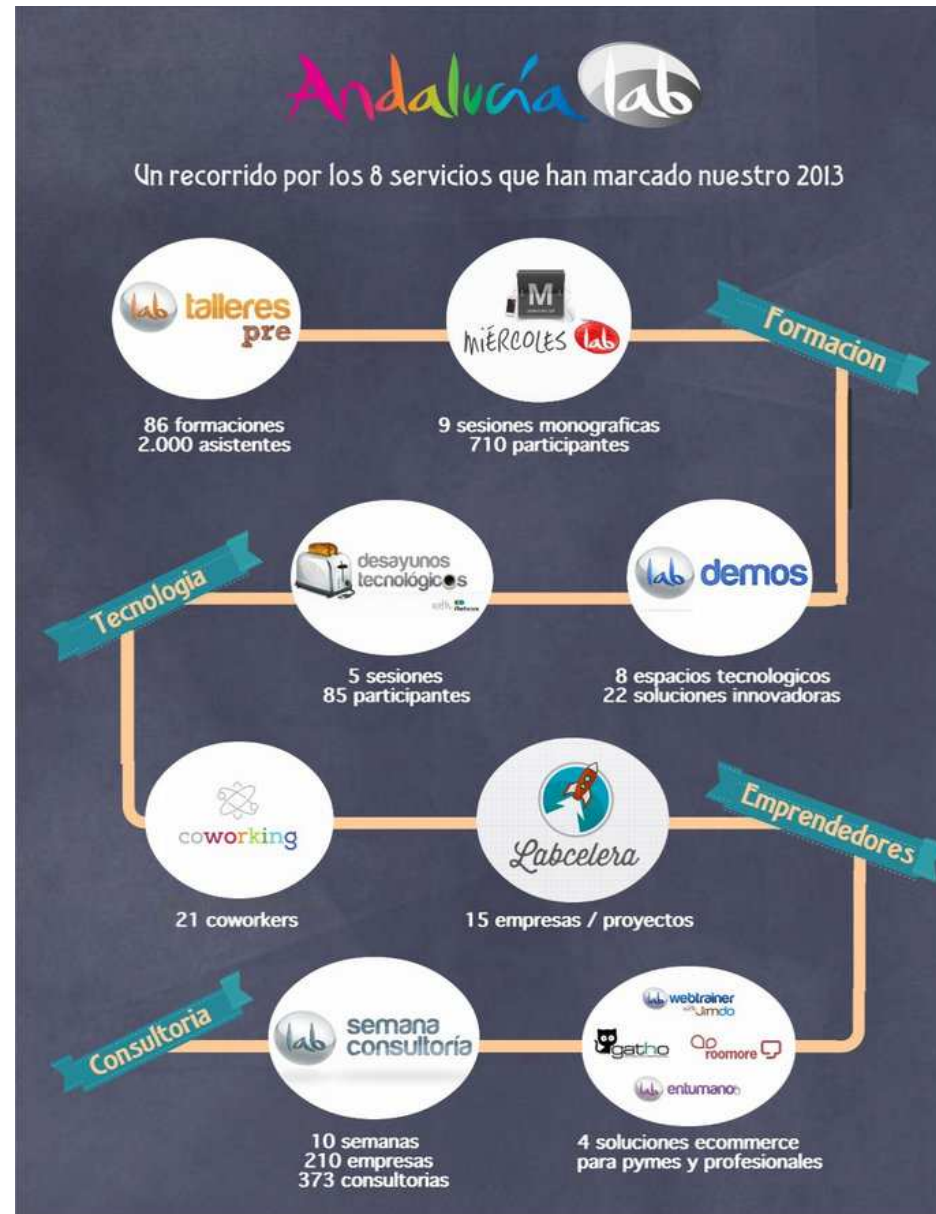 Andalucía lab
Un recorrido por los 8 servicios que han marcado nuestro 2013
lab talleres
pre
M
MIÉRCOLES lab
Formacion
86 formaciones
2.000 asistentes
9 sesiones monograficas
710 participantes
Tecnologia
desayunos
tecnológicos
lab demos
5 sesiones
85 participantes
8 espacios tecnologicos
22 soluciones innovadoras
coworking
Labcelera
Emprendedores
21 coworkers
15 empresas / proyectos
Consultoria
lab semana
consultoría
lab webtrainer
with Jimdo
gatho
roomore
lab entumano
10 semanas
210 empresas
373 consultorias
4 soluciones ecommerce
para pymes y profesionales